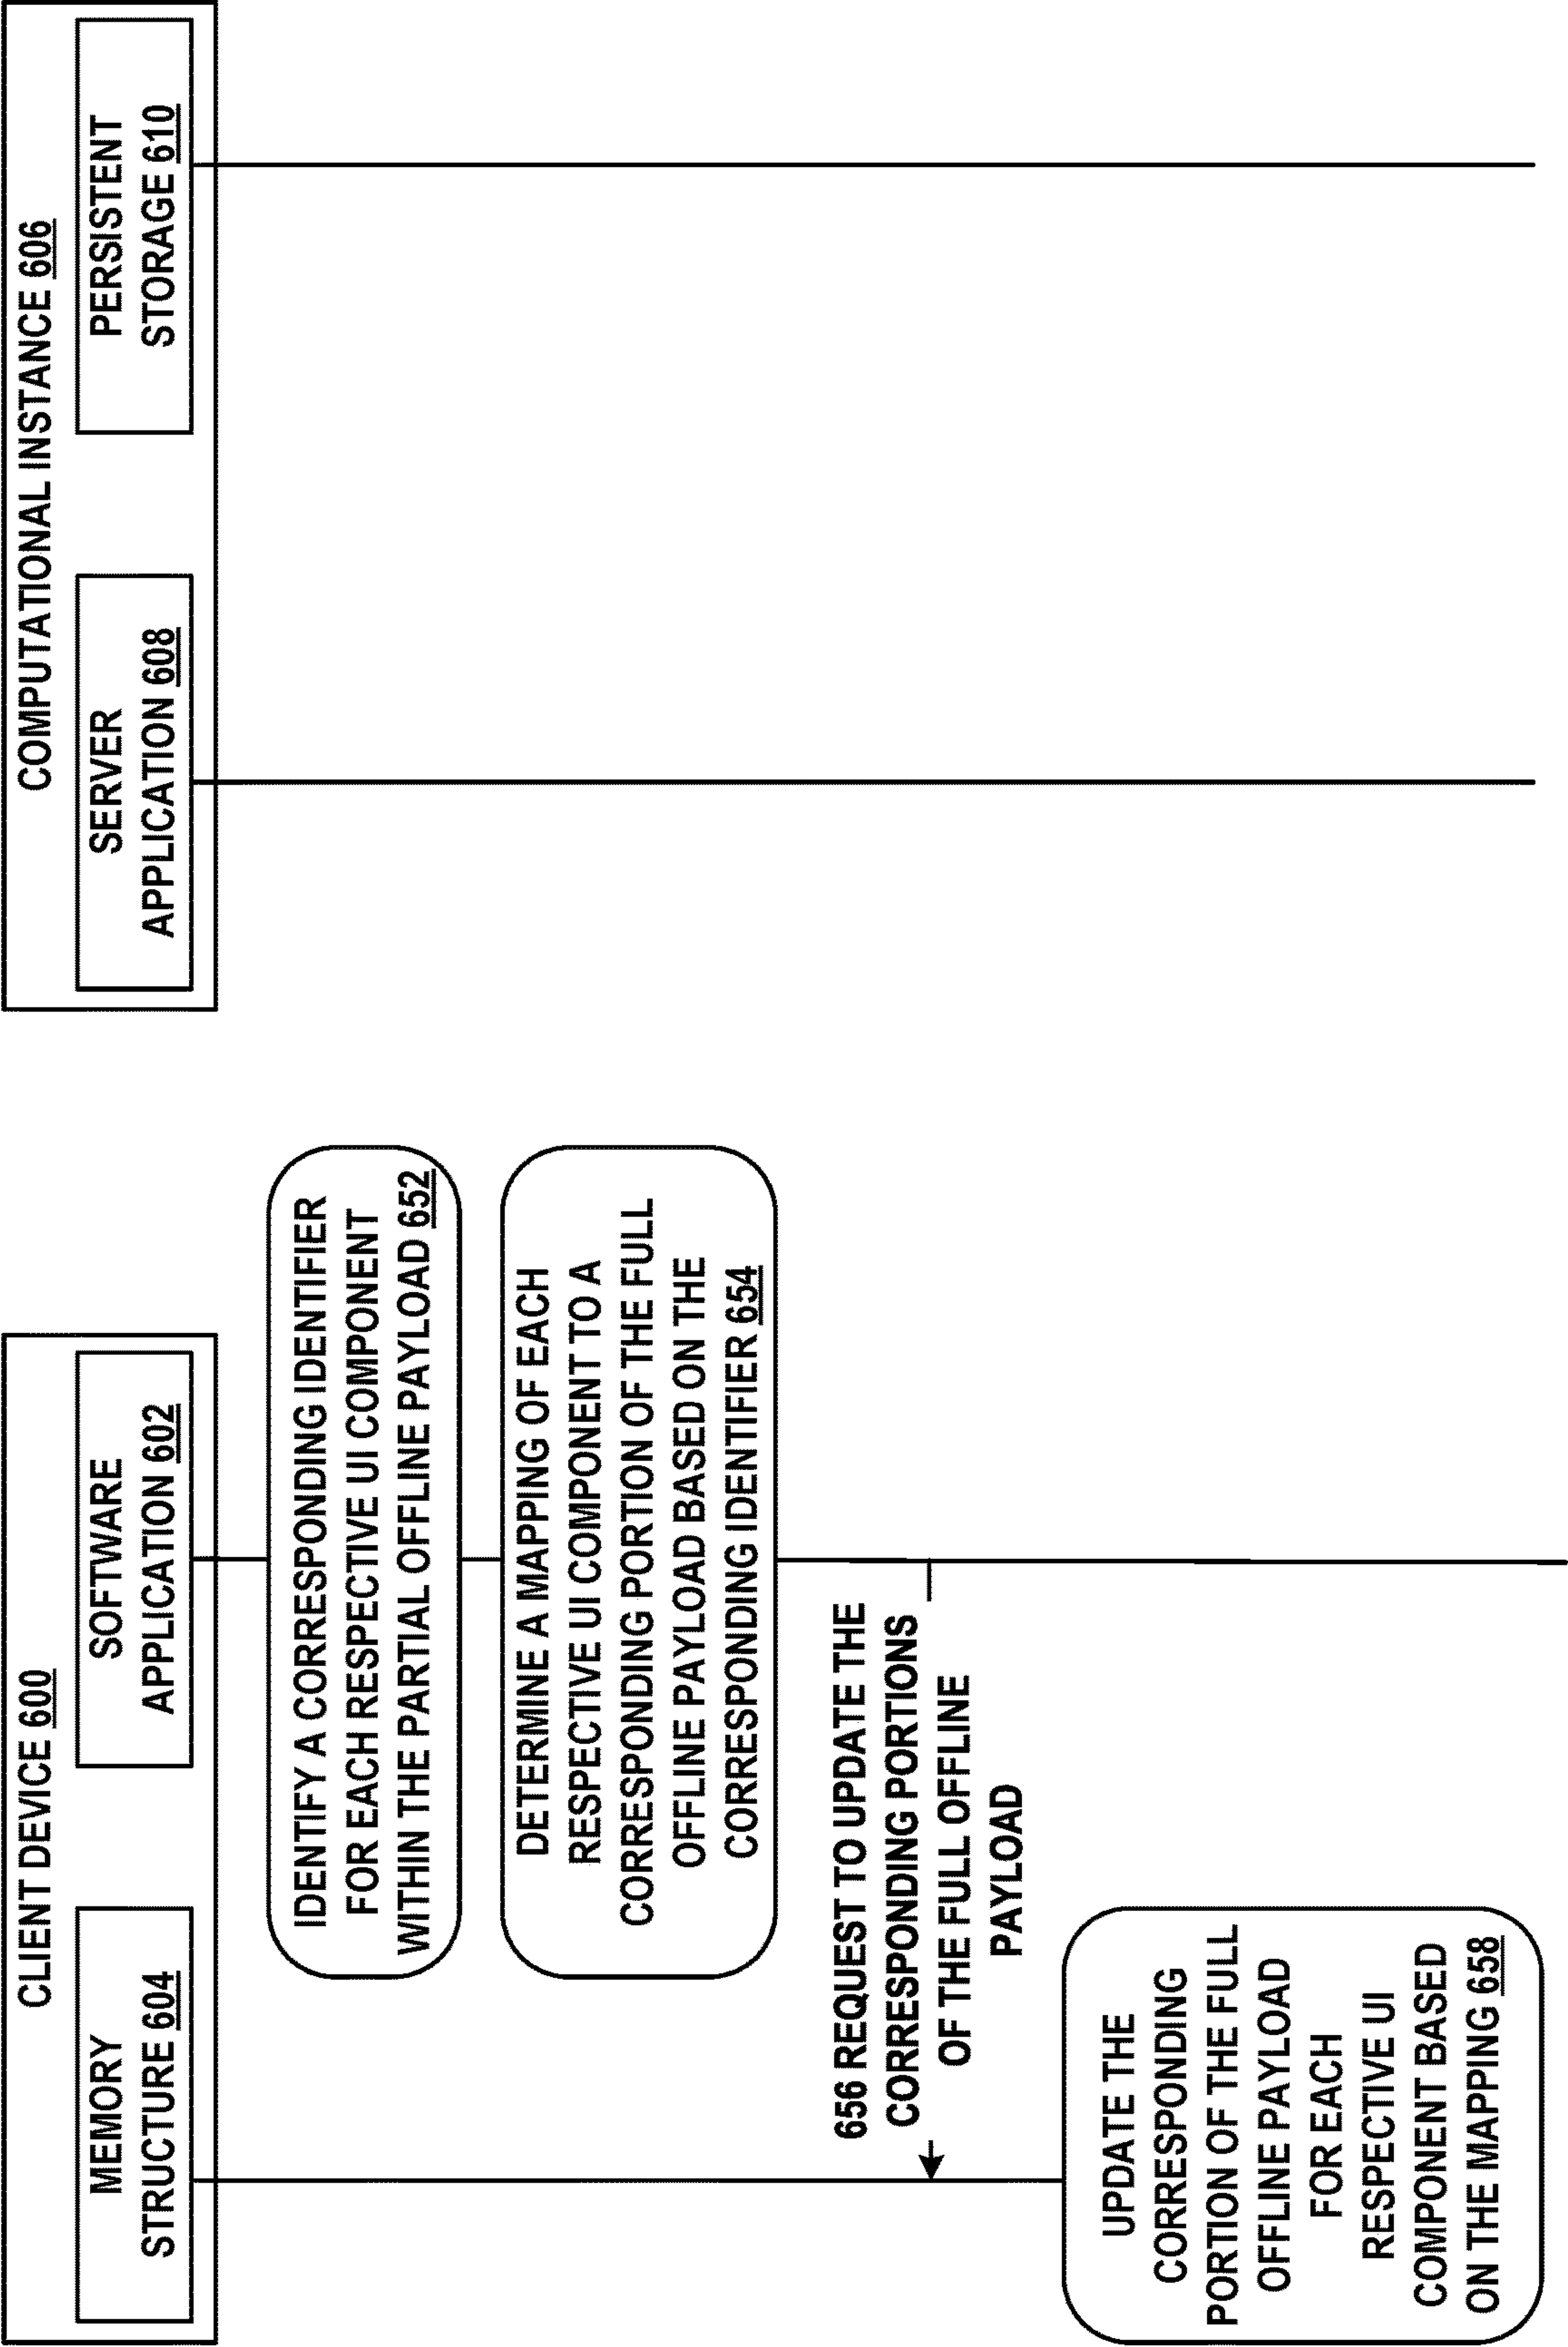 CLIENT DEVICE 600
MEMORY
STRUCTURE 604
SOFTWARE
APPLICATION 602
COMPUTATIONAL INSTANCE 606
SERVER
APPLICATION 608
PERSISTENT
STORAGE 610
IDENTIFY A CORRESPONDING IDENTIFIER
FOR EACH RESPECTIVE UI COMPONENT
WITHIN THE PARTIAL OFFLINE PAYLOAD 652
DETERMINE A MAPPING OF EACH
RESPECTIVE UI COMPONENT TO A
CORRESPONDING PORTION OF THE FULL
OFFLINE PAYLOAD BASED ON THE
CORRESPONDING IDENTIFIER 654
656 REQUEST TO UPDATE THE
CORRESPONDING PORTIONS
OF THE FULL OFFLINE
PAYLOAD
UPDATE THE
CORRESPONDING
PORTION OF THE FULL
OFFLINE PAYLOAD
FOR EACH
RESPECTIVE UI
COMPONENT BASED
ON THE MAPPING 658